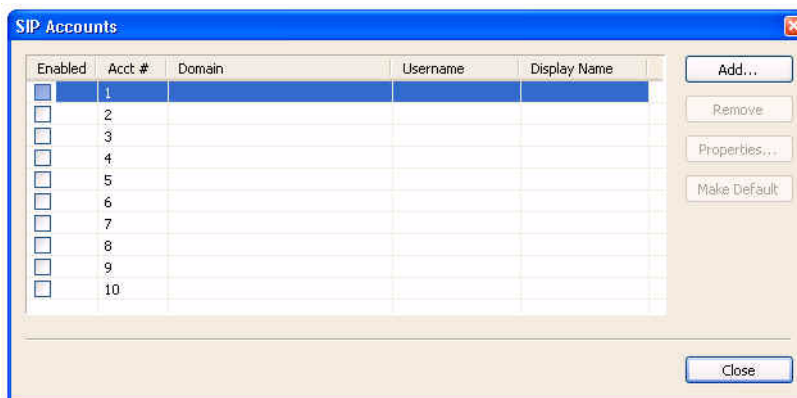 SIP Accounts
Enabled Acct # Domain Username Display Name
1
2
3
4
5
6
7
8
9
10
Add...
Remove
Properties...
Make Default
Close